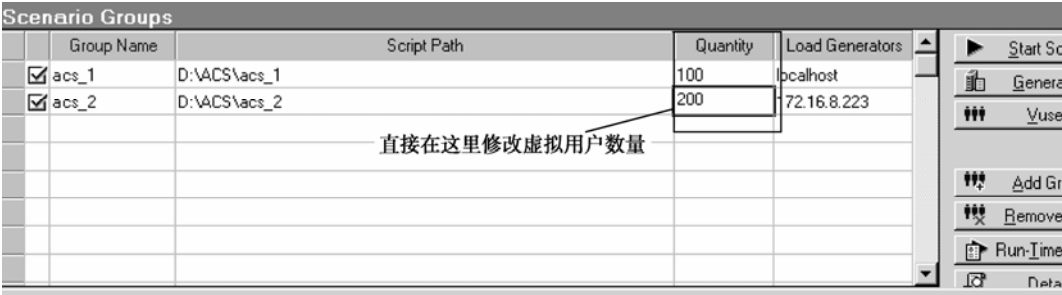 Scenario Groups
Group Name Script Path Quantity Load Generators
acs_1 D:\ACS\acs_1 100 localhost
acs_2 D:\ACS\acs_2 200 72.16.8.223
直接在这里修改虚拟用户数量
Start Sc
Genera
Vuse
Add Gr
Remove
Run-Time
Deta